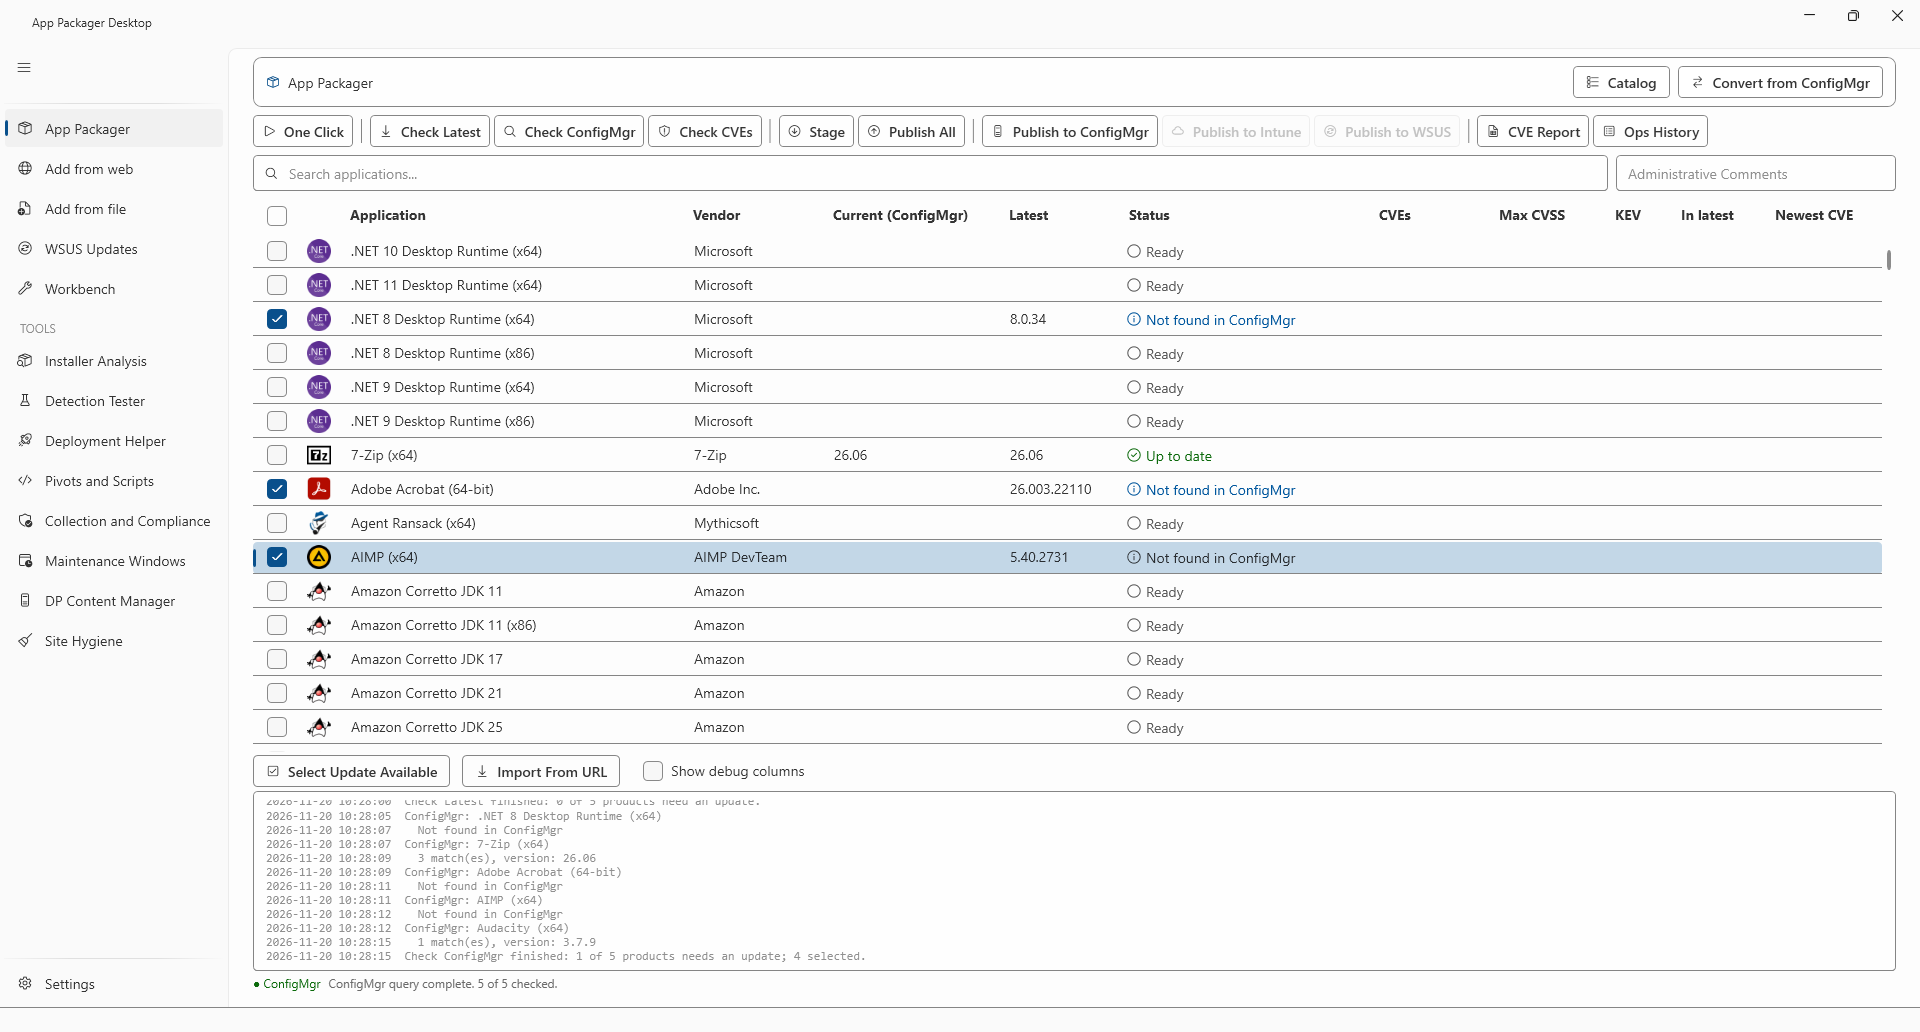 App Packager Desktop
App Packager
Add from web
Add from file
WSUS Updates
Workbench
TOOLS
Installer Analysis
Detection Tester
Deployment Helper
Pivots and Scripts
Collection and Compliance
Maintenance Windows
DP Content Manager
Site Hygiene
Settings
App Packager
Catalog
Convert from ConfigMgr
One Click
Check Latest
Check ConfigMgr
Check CVEs
Stage
Publish All
Publish to ConfigMgr
Publish to Intune
Publish to WSUS
CVE Report
Ops History
Search applications...
Administrative Comments
Application Vendor Current (ConfigMgr) Latest Status CVEs Max CVSS KEV In latest Newest CVE
.NET 10 Desktop Runtime (x64) Microsoft Ready
.NET 11 Desktop Runtime (x64) Microsoft Ready
.NET 8 Desktop Runtime (x64) Microsoft 8.0.34 Not found in ConfigMgr
.NET 8 Desktop Runtime (x86) Microsoft Ready
.NET 9 Desktop Runtime (x64) Microsoft Ready
.NET 9 Desktop Runtime (x86) Microsoft Ready
7-Zip (x64) 7-Zip 26.06 26.06 Up to date
Adobe Acrobat (64-bit) Adobe Inc. 26.003.22110 Not found in ConfigMgr
Agent Ransack (x64) Mythicsoft Ready
AIMP (x64) AIMP DevTeam 5.40.2731 Not found in ConfigMgr
Amazon Corretto JDK 11 Amazon Ready
Amazon Corretto JDK 11 (x86) Amazon Ready
Amazon Corretto JDK 17 Amazon Ready
Amazon Corretto JDK 21 Amazon Ready
Amazon Corretto JDK 25 Amazon Ready
Select Update Available
Import From URL
Show debug columns
2026-11-20 10:28:00 Check Latest finished: 0 of 5 products need an update.
2026-11-20 10:28:05 ConfigMgr: .NET 8 Desktop Runtime (x64)
2026-11-20 10:28:07 Not found in ConfigMgr
2026-11-20 10:28:07 ConfigMgr: 7-Zip (x64)
2026-11-20 10:28:09 3 match(es), version: 26.06
2026-11-20 10:28:09 ConfigMgr: Adobe Acrobat (64-bit)
2026-11-20 10:28:11 Not found in ConfigMgr
2026-11-20 10:28:11 ConfigMgr: AIMP (x64)
2026-11-20 10:28:12 Not found in ConfigMgr
2026-11-20 10:28:12 ConfigMgr: Audacity (x64)
2026-11-20 10:28:15 1 match(es), version: 3.7.9
2026-11-20 10:28:15 Check ConfigMgr finished: 1 of 5 products needs an update; 4 selected.
ConfigMgr ConfigMgr query complete. 5 of 5 checked.